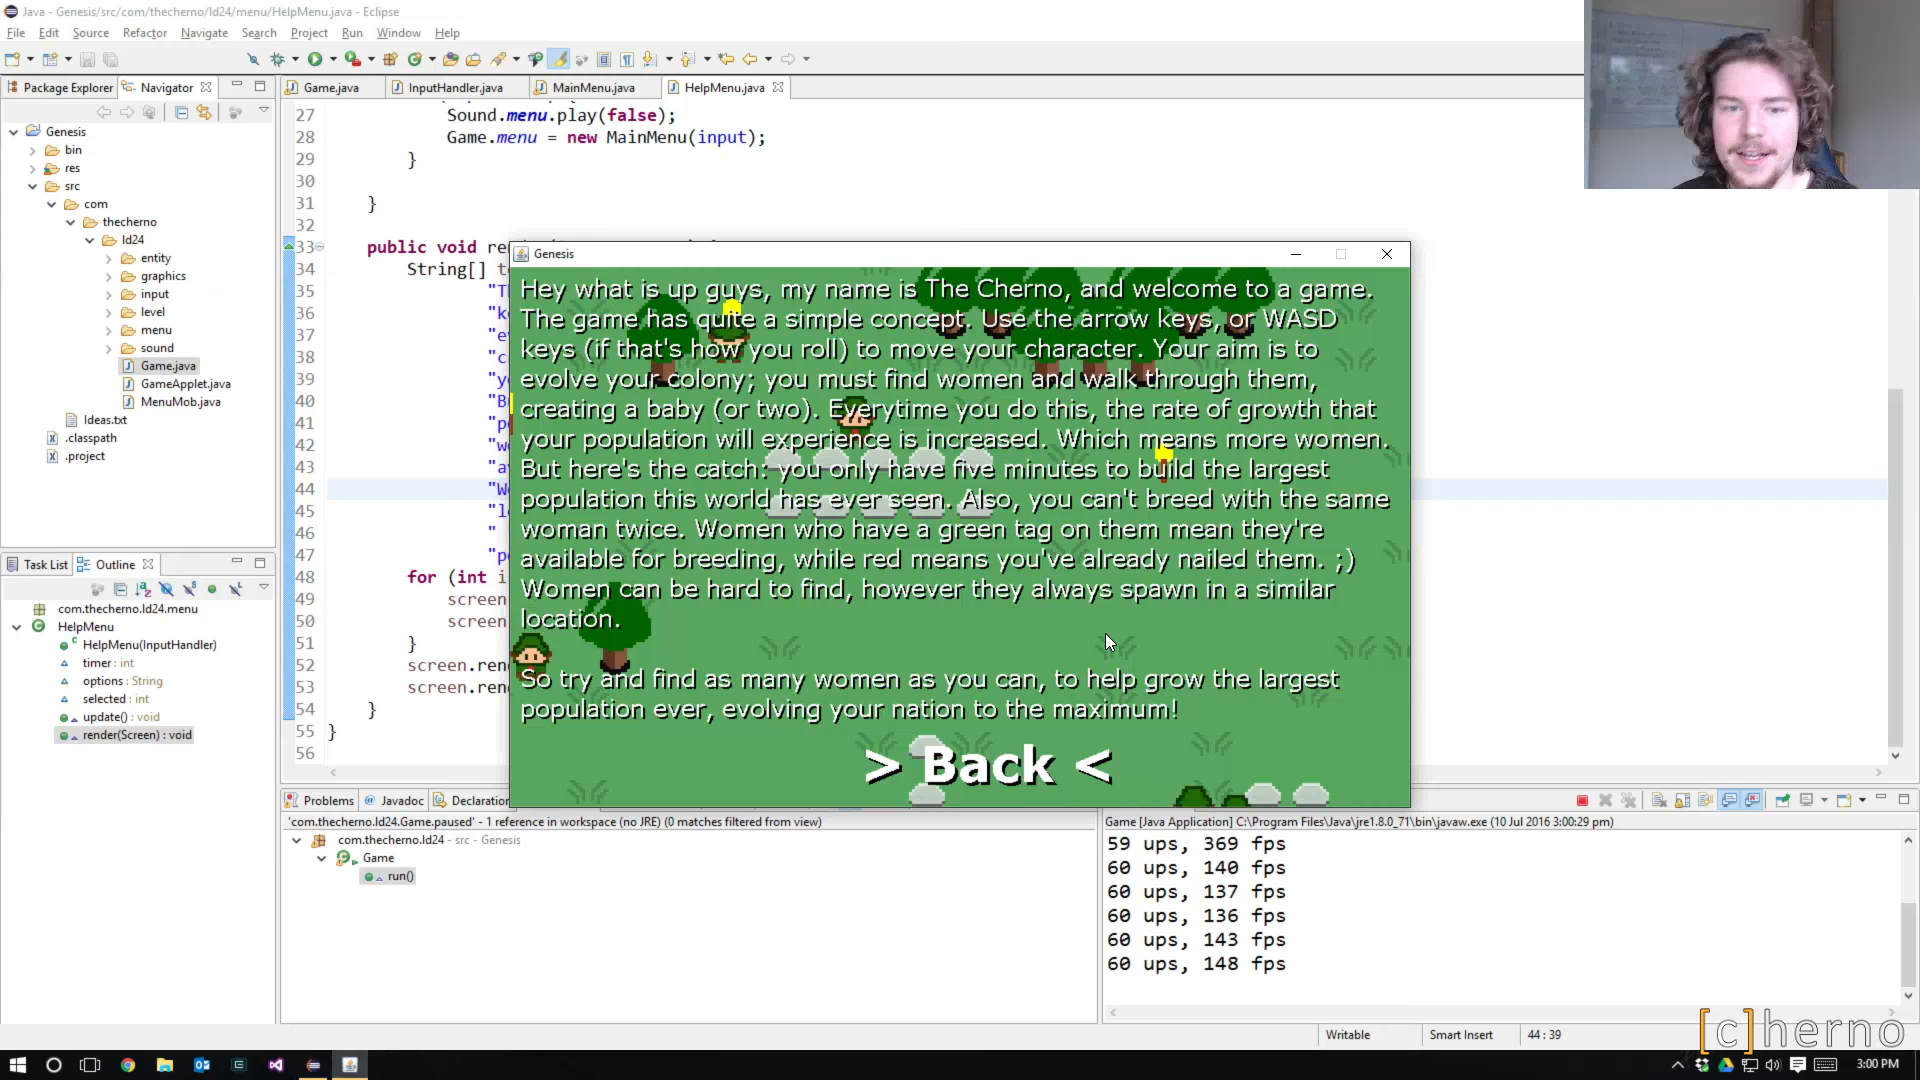 Java - Genesis/src/com/thecherno/ld24/menu/HelpMenu.java - Eclipse
File Edit Source Refactor Navigate Search Project Run Window Help
Package Explorer Navigator
Game.java InputHandler.java MainMenu.java HelpMenu.java
Genesis
bin
res
src
com
thecherno
ld24
entity
graphics
input
level
menu
sound
Game.java
GameApplet.java
MenuMob.java
Ideas.txt
.classpath
.project
27 Sound.menu.play(false);
28 Game.menu = new MainMenu(input);
29 }
30
31 }
32
33 public void
34 String[]
35
36
37
38
39
40
41
42
43
44
45
46
47
48 for (int i
49 screen
50 screen
51 }
52 screen.ren
53 screen.ren
54 }
55 }
56
Genesis
Hey what is up guys, my name is The Cherno, and welcome to a game.
The game has quite a simple concept. Use the arrow keys, or WASD
keys (if that's how you roll) to move your character. Your aim is to
evolve your colony; you must find women and walk through them,
creating a baby (or two). Everytime you do this, the rate of growth that
your population will experience is increased. Which means more women.
But here's the catch: you only have five minutes to build the largest
population this world has ever seen. Also, you can't breed with the same
woman twice. Women who have a green tag on them mean they're
available for breeding, while red means you've already nailed them. ;)
Women can be hard to find, however they always spawn in a similar
location.
So try and find as many women as you can, to help grow the largest
population ever, evolving your nation to the maximum!
> Back <
Task List Outline
com.thecherno.ld24.menu
HelpMenu
HelpMenu(InputHandler)
timer : int
options : String
selected : int
update() : void
render(Screen) : void
Problems Javadoc Declaration
'com.thecherno.ld24.Game.paused' - 1 reference in workspace (no JRE) (0 matches filtered from view)
com.thecherno.ld24 - src - Genesis
Game
run()
Game [Java Application] C:\Program Files\Java\jre1.8.0_71\bin\javaw.exe (10 Jul 2016 3:00:29 pm)
59 ups, 369 fps
60 ups, 140 fps
60 ups, 137 fps
60 ups, 136 fps
60 ups, 143 fps
60 ups, 148 fps
Writable Smart Insert 44 : 39
[c]herno
3:00 PM